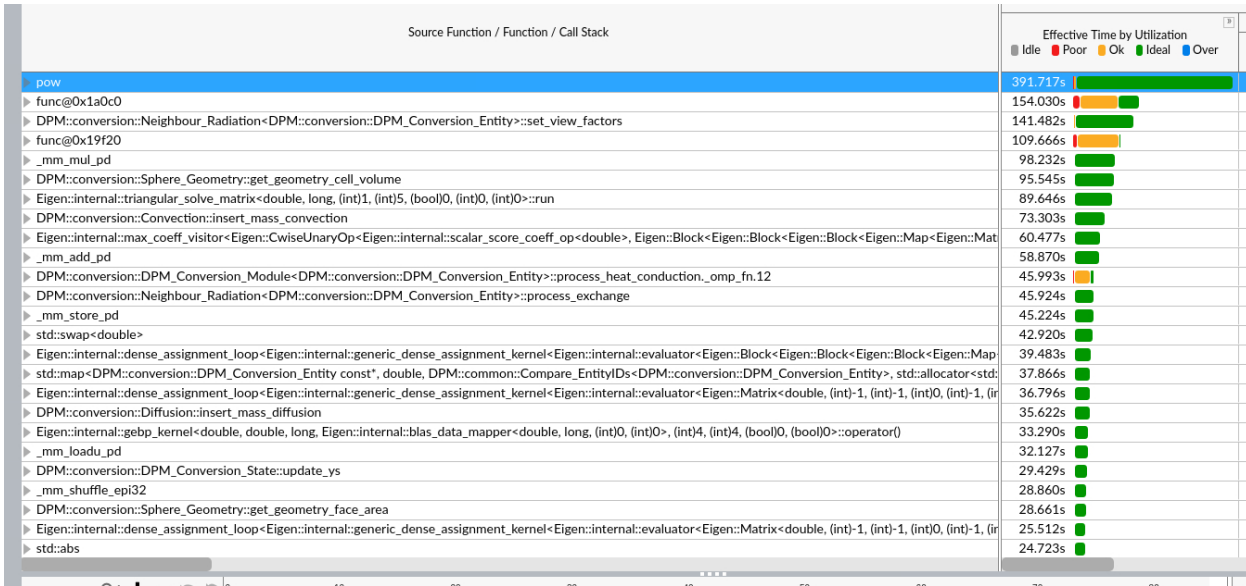 Source Function / Function / Call Stack
Effective Time by Utilization
Idle Poor Ok Ideal Over
pow 391.717s
func@0x1a0c0 154.030s
DPM::conversion::Neighbour_Radiation<DPM::conversion::DPM_Conversion_Entity>::set_view_factors 141.482s
func@0x19f20 109.666s
_mm_mul_pd 98.232s
DPM::conversion::Sphere_Geometry::get_geometry_cell_volume 95.545s
Eigen::internal::triangular_solve_matrix<double, long, (int)1, (int)5, (bool)0, (int)0, (int)0>::run 89.646s
DPM::conversion::Convection::insert_mass_convection 73.303s
Eigen::internal::max_coeff_visitor<Eigen::CwiseUnaryOp<Eigen::internal::scalar_score_coeff_op<double>, Eigen::Block<Eigen::Block<Eigen::Block<Eigen::Map<Eigen::Mat 60.477s
_mm_add_pd 58.870s
DPM::conversion::DPM_Conversion_Module<DPM::conversion::DPM_Conversion_Entity>::process_heat_conduction._omp_fn.12 45.993s
DPM::conversion::Neighbour_Radiation<DPM::conversion::DPM_Conversion_Entity>::process_exchange 45.924s
_mm_store_pd 45.224s
std::swap<double> 42.920s
Eigen::internal::dense_assignment_loop<Eigen::internal::generic_dense_assignment_kernel<Eigen::internal::evaluator<Eigen::Block<Eigen::Block<Eigen::Block<Eigen::Map 39.483s
std::map<DPM::conversion::DPM_Conversion_Entity const*, double, DPM::common::Compare_EntityIDs<DPM::conversion::DPM_Conversion_Entity>, std::allocator<std: 37.866s
Eigen::internal::dense_assignment_loop<Eigen::internal::generic_dense_assignment_kernel<Eigen::internal::evaluator<Eigen::Matrix<double, (int)-1, (int)-1, (int)0, (int)-1, (ir 36.796s
DPM::conversion::Diffusion::insert_mass_diffusion 35.622s
Eigen::internal::gebp_kernel<double, double, long, Eigen::internal::blas_data_mapper<double, long, (int)0, (int)0>, (int)4, (int)4, (bool)0, (bool)0>::operator() 33.290s
_mm_loadu_pd 32.127s
DPM::conversion::DPM_Conversion_State::update_ys 29.429s
_mm_shuffle_epi32 28.860s
DPM::conversion::Sphere_Geometry::get_geometry_face_area 28.661s
Eigen::internal::dense_assignment_loop<Eigen::internal::generic_dense_assignment_kernel<Eigen::internal::evaluator<Eigen::Matrix<double, (int)-1, (int)-1, (int)0, (int)-1, (ir 25.512s
std::abs 24.723s